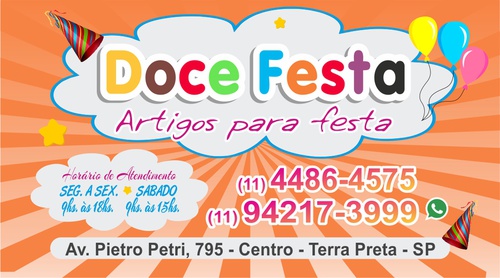 Doce Festa
Artigos para festa
Horário de Atendimento
SEG. A SEX. SABADO
9hs. às 18hs. 9hs. às 15hs.
(11) 4486-4575
(11) 94217-3999
Av. Pietro Petri, 795 - Centro - Terra Preta - SP